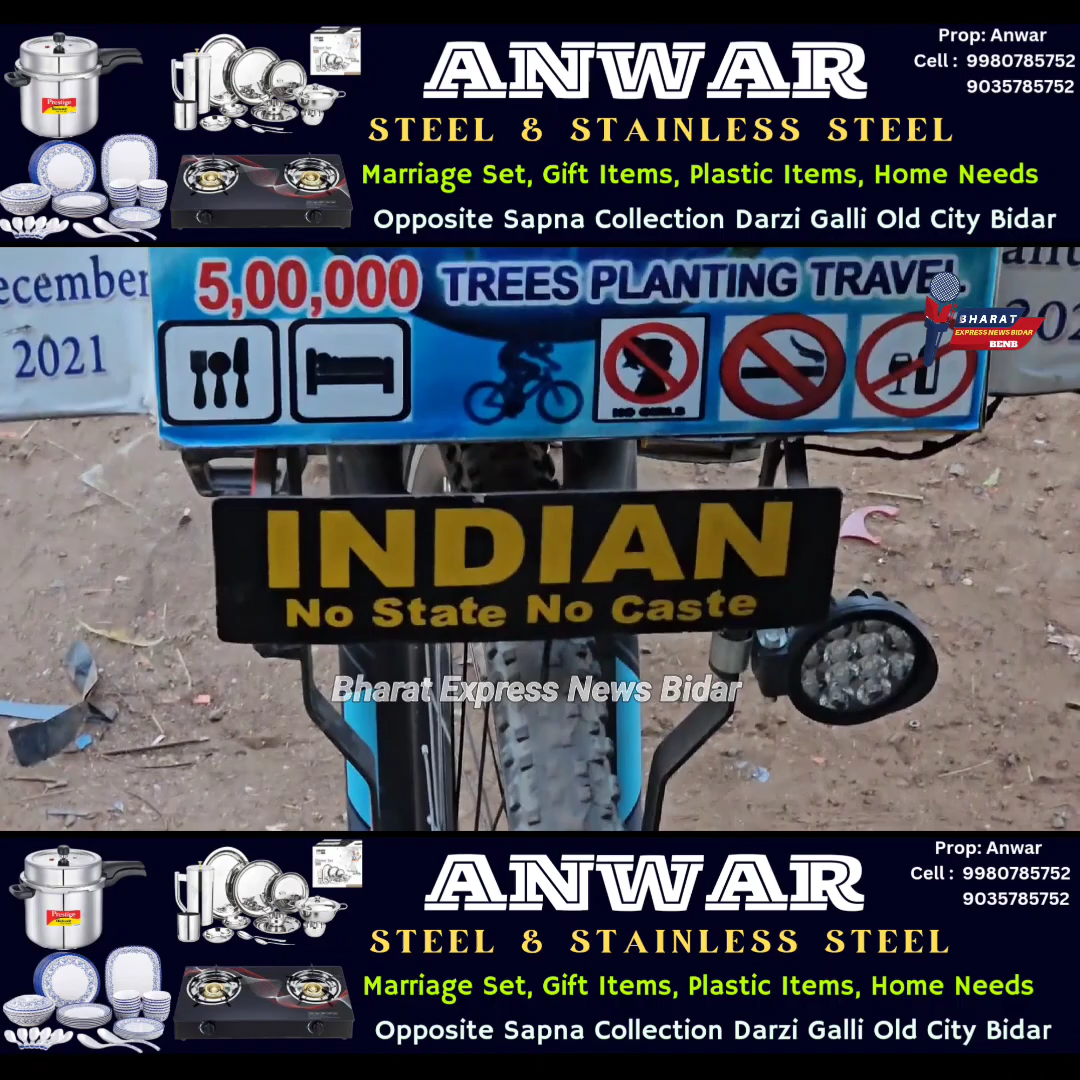 ANWAR
Prop: Anwar
Cell : 9980785752
9035785752
STEEL & STAINLESS STEEL
Marriage Set, Gift Items, Plastic Items, Home Needs
Opposite Sapna Collection Darzi Galli Old City Bidar
Prestige
ecember
2021
5,00,000 TREES PLANTING TRAVEL
BHARAT
EXPRESS NEWS BIDAR
BENB
NO GIRLS
INDIAN
No State No Caste
Bharat Express News Bidar
ANWAR
Prop: Anwar
Cell : 9980785752
9035785752
STEEL & STAINLESS STEEL
Marriage Set, Gift Items, Plastic Items, Home Needs
Opposite Sapna Collection Darzi Galli Old City Bidar
Prestige